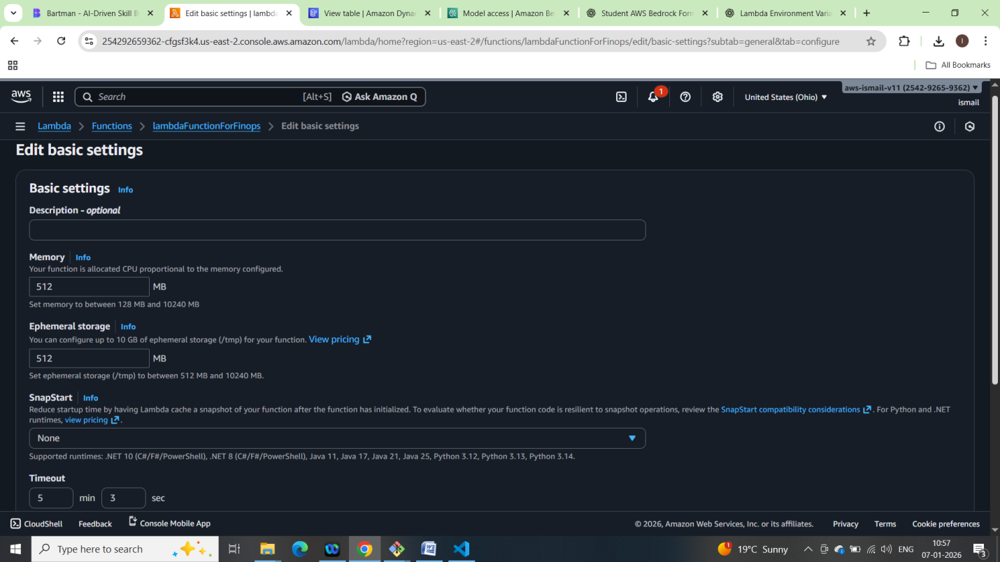 Bartman - AI-Driven Skill B
Edit basic settings | lambda
View table | Amazon Dynam
Model access | Amazon Be
Student AWS Bedrock Form
Lambda Environment Varia
254292659362-cfgsf3k4.us-east-2.console.aws.amazon.com/lambda/home?region=us-east-2#/functions/lambdaFunctionForFinops/edit/basic-settings?subtab=general&tab=configure
I
All Bookmarks
aws
Search
[Alt+S]
Ask Amazon Q
1
United States (Ohio)
aws-ismail-v11 (2542-9265-9362)
ismail
Lambda
Functions
lambdaFunctionForFinops
Edit basic settings
Edit basic settings
Basic settings Info
Description - optional
Memory Info
Your function is allocated CPU proportional to the memory configured.
512 MB
Set memory to between 128 MB and 10240 MB
Ephemeral storage Info
You can configure up to 10 GB of ephemeral storage (/tmp) for your function. View pricing
512 MB
Set ephemeral storage (/tmp) to between 512 MB and 10240 MB.
SnapStart Info
Reduce startup time by having Lambda cache a snapshot of your function after the function has initialized. To evaluate whether your function code is resilient to snapshot operations, review the SnapStart compatibility considerations. For Python and .NET
runtimes, view pricing.
None
Supported runtimes: .NET 10 (C#/F#/PowerShell), .NET 8 (C#/F#/PowerShell), Java 11, Java 17, Java 21, Java 25, Python 3.12, Python 3.13, Python 3.14.
Timeout
5 min 3 sec
CloudShell
Feedback
Console Mobile App
© 2026, Amazon Web Services, Inc. or its affiliates.
Privacy
Terms
Cookie preferences
Type here to search
1
19°C Sunny
ENG
10:57
07-01-2026
3